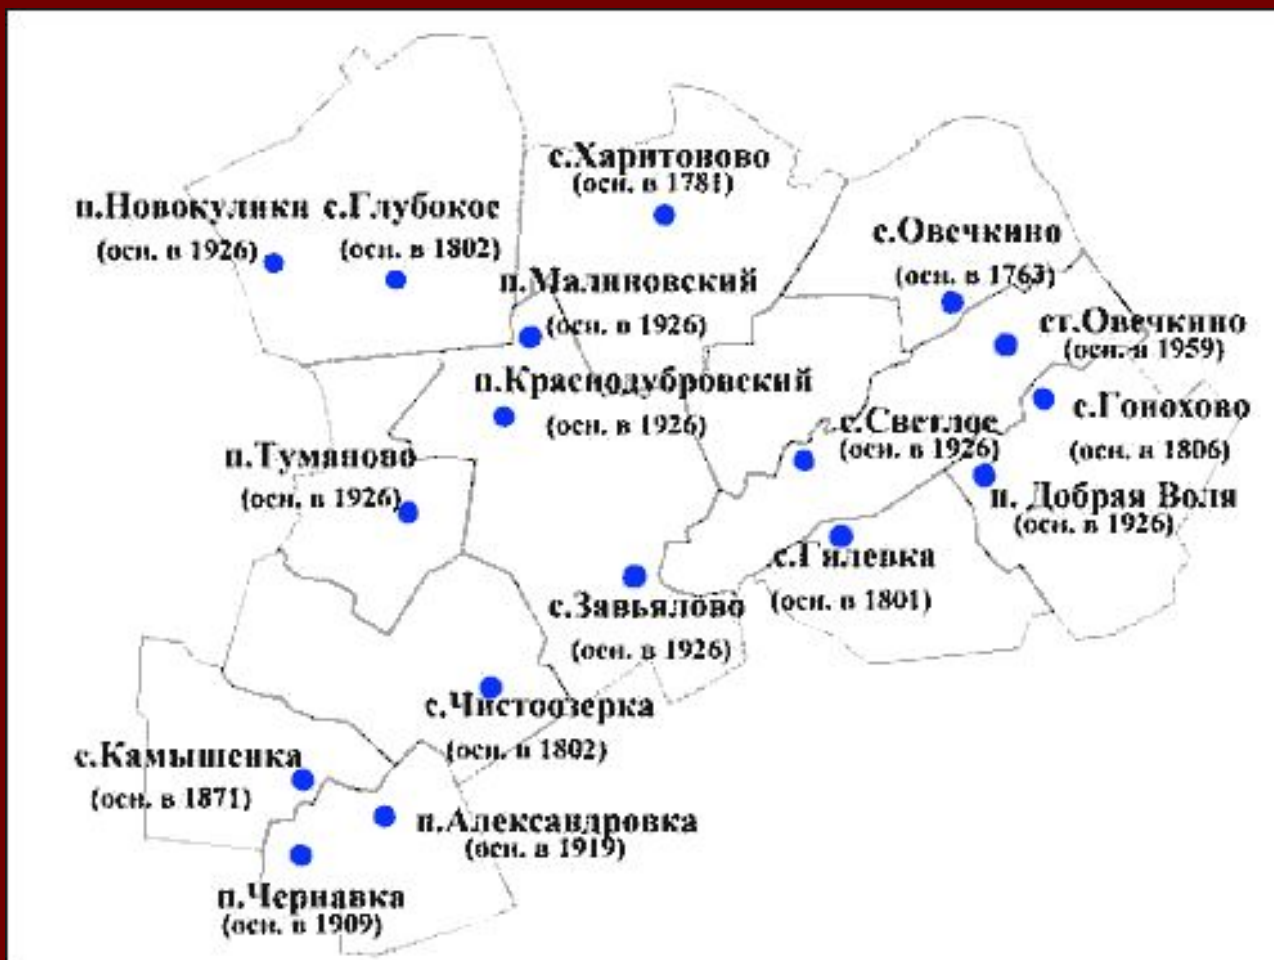 с.Харитоново
(осн. в 1781)
п.Новокулики с.Глубокое
(осн. в 1926) (осн. в 1802)
с.Овечкино
(осн. в 1763)
п.Малиновский
(осн. в 1926)
ст.Овечкино
(осн. в 1959)
п.Краснодубровский
(осн. в 1926)
с.Гонохово
(осн. в 1806)
с.Светлое
(осн. в 1926)
п.Туманово
(осн. в 1926)
п. Добрая Воля
(осн. в 1926)
с.Гилевка
(осн. в 1801)
с.Завьялово
(осн. в 1926)
с.Чистоозерка
(осн. в 1802)
с.Камышенка
(осн. в 1871)
п.Александровка
(осн. в 1919)
п.Чернавка
(осн. в 1909)